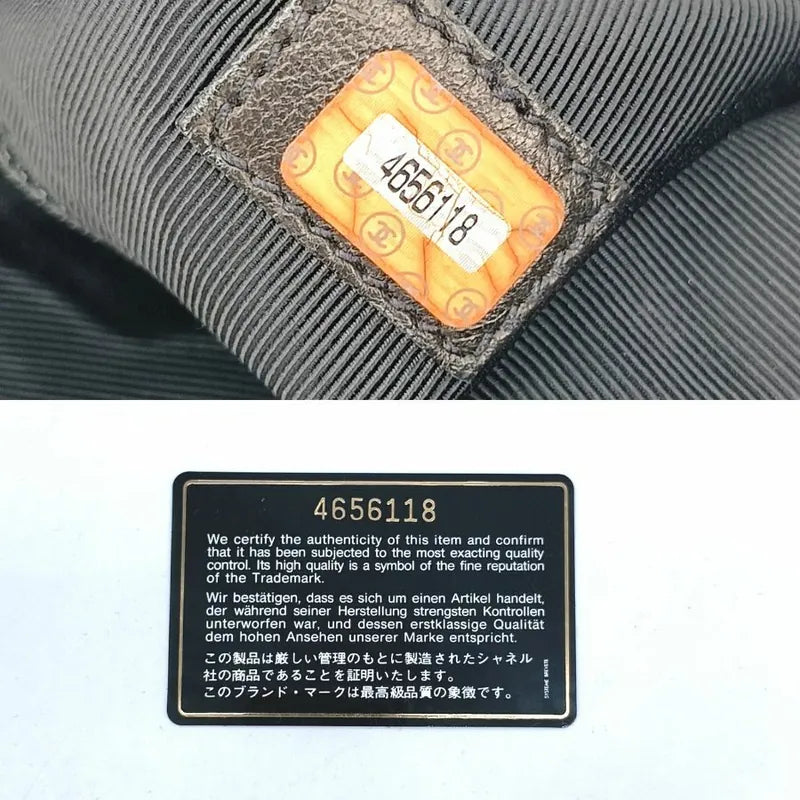 4656118
4656118
We certify the authenticity of this item and confirm
that it has been subjected to the most exacting quality
control. Its high quality is a symbol of the fine reputation
of the Trademark.
Wir bestätigen, dass es sich um einen Artikel handelt,
der während seiner Herstellung strengsten Kontrollen
unterworfen war, und dessen erstklassige Qualität
dem hohen Ansehen unserer Marke entspricht.
この製品は厳しい管理のもとに製造されたシャネル
社の商品であることを証明いたします。
このブランド・マークは最高級品質の象徴です。
SYSTEME BREVETE